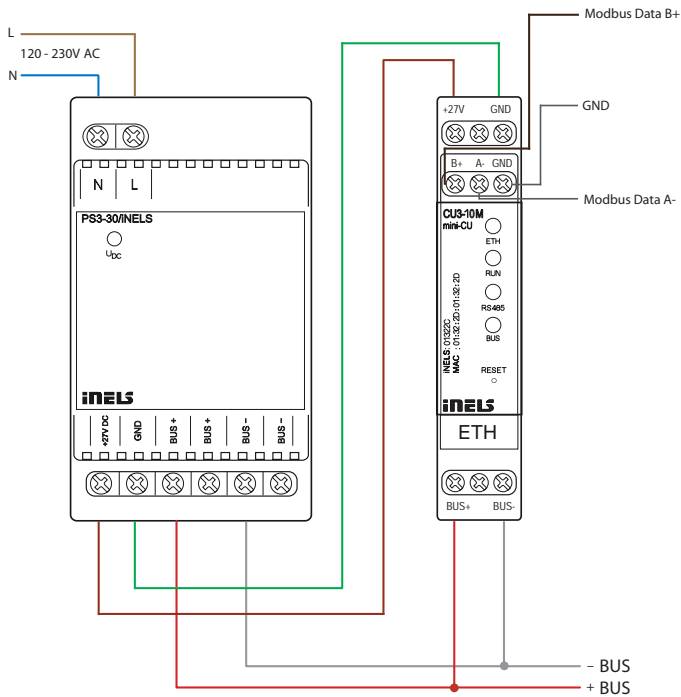 L
120 - 230V AC
N
Modbus Data B+
+27V GND
GND
B+ A- GND
Modbus Data A-
N L
PS3-30/iNELS
UDC
CU3-10M
mini-CU
ETH
RUN
RS485
BUS
iNELS: 01322C
MAC : 01:32:2D:01:32:2D
RESET
iNELS
iNELS
ETH
+27V DC
GND
BUS +
BUS +
BUS –
BUS –
BUS+ BUS-
– BUS
+ BUS